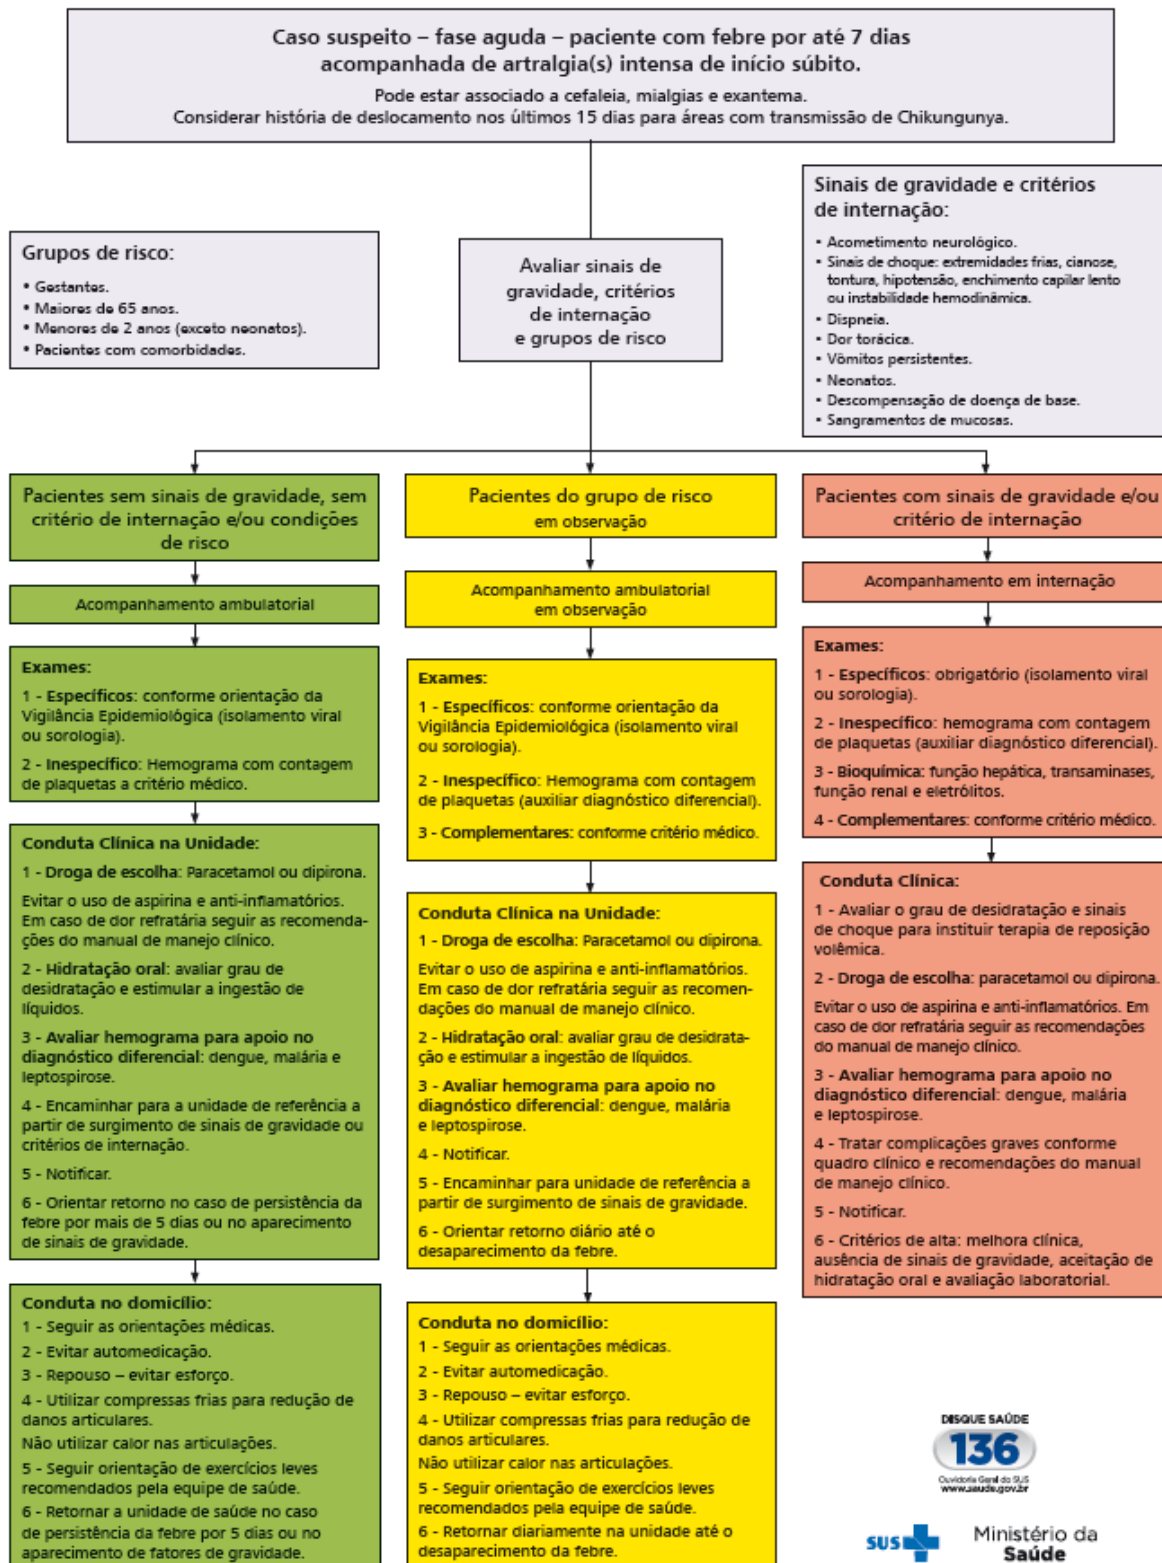 Caso suspeito – fase aguda – paciente com febre por até 7 dias
acompanhada de artralgia(s) intensa de início súbito.
Pode estar associado a cefaleia, mialgias e exantema.
Considerar história de deslocamento nos últimos 15 dias para áreas com transmissão de Chikungunya.
Grupos de risco:
• Gestantes.
• Maiores de 65 anos.
• Menores de 2 anos (exceto neonatos).
• Pacientes com comorbidades.
Avaliar sinais de
gravidade, critérios
de internação
e grupos de risco
Sinais de gravidade e critérios
de internação:
• Acometimento neurológico.
• Sinais de choque: extremidades frias, cianose,
tontura, hipotensão, enchimento capilar lento
ou instabilidade hemodinâmica.
• Dispneia.
• Dor torácica.
• Vômitos persistentes.
• Neonatos.
• Descompensação de doença de base.
• Sangramentos de mucosas.
Pacientes sem sinais de gravidade, sem
critério de internação e/ou condições
de risco
Acompanhamento ambulatorial
Exames:
1 - Específicos: conforme orientação da
Vigilância Epidemiológica (isolamento viral
ou sorologia).
2 - Inespecífico: Hemograma com contagem
de plaquetas a critério médico.
Conduta Clínica na Unidade:
1 - Droga de escolha: Paracetamol ou dipirona.
Evitar o uso de aspirina e anti-inflamatórios.
Em caso de dor refratária seguir as recomenda-
ções do manual de manejo clínico.
2 - Hidratação oral: avaliar grau de
desidratação e estimular a ingestão de
líquidos.
3 - Avaliar hemograma para apoio no
diagnóstico diferencial: dengue, malária e
leptospirose.
4 - Encaminhar para a unidade de referência a
partir de surgimento de sinais de gravidade ou
critérios de internação.
5 - Notificar.
6 - Orientar retorno no caso de persistência da
febre por mais de 5 dias ou no aparecimento
de sinais de gravidade.
Conduta no domicílio:
1 - Seguir as orientações médicas.
2 - Evitar automedicação.
3 - Repouso – evitar esforço.
4 - Utilizar compressas frias para redução de
danos articulares.
Não utilizar calor nas articulações.
5 - Seguir orientação de exercícios leves
recomendados pela equipe de saúde.
6 - Retornar a unidade de saúde no caso
de persistência da febre por 5 dias ou no
aparecimento de fatores de gravidade.
Pacientes do grupo de risco
em observação
Acompanhamento ambulatorial
em observação
Exames:
1 - Específicos: conforme orientação da
Vigilância Epidemiológica (isolamento viral
ou sorologia).
2 - Inespecífico: Hemograma com contagem
de plaquetas (auxiliar diagnóstico diferencial).
3 - Complementares: conforme critério médico.
Conduta Clínica na Unidade:
1 - Droga de escolha: Paracetamol ou dipirona.
Evitar o uso de aspirina e anti-inflamatórios.
Em caso de dor refratária seguir as recomen-
dações do manual de manejo clínico.
2 - Hidratação oral: avaliar grau de desidrata-
ção e estimular a ingestão de líquidos.
3 - Avaliar hemograma para apoio no
diagnóstico diferencial: dengue, malária
e leptospirose.
4 - Notificar.
5 - Encaminhar para unidade de referência a
partir de surgimento de sinais de gravidade.
6 - Orientar retorno diário até o
desaparecimento da febre.
Conduta no domicílio:
1 - Seguir as orientações médicas.
2 - Evitar automedicação.
3 - Repouso – evitar esforço.
4 - Utilizar compressas frias para redução de
danos articulares.
Não utilizar calor nas articulações.
5 - Seguir orientação de exercícios leves
recomendados pela equipe de saúde.
6 - Retornar diariamente na unidade até o
desaparecimento da febre.
Pacientes com sinais de gravidade e/ou
critério de internação
Acompanhamento em internação
Exames:
1 - Específicos: obrigatório (isolamento viral
ou sorologia).
2 - Inespecífico: hemograma com contagem
de plaquetas (auxiliar diagnóstico diferencial).
3 - Bioquímica: função hepática, transaminases,
função renal e eletrólitos.
4 - Complementares: conforme critério médico.
Conduta Clínica:
1 - Avaliar o grau de desidratação e sinais
de choque para instituir terapia de reposição
volêmica.
2 - Droga de escolha: paracetamol ou dipirona.
Evitar o uso de aspirina e anti-inflamatórios. Em
caso de dor refratária seguir as recomendações
do manual de manejo clínico.
3 - Avaliar hemograma para apoio no
diagnóstico diferencial: dengue, malária
e leptospirose.
4 - Tratar complicações graves conforme
quadro clínico e recomendações do manual
de manejo clínico.
5 - Notificar.
6 - Critérios de alta: melhora clínica,
ausência de sinais de gravidade, aceitação de
hidratação oral e avaliação laboratorial.
DISQUE SAÚDE
136
Ouvidoria Geral do SUS
www.saude.gov.br
SUS
Ministério da
Saúde